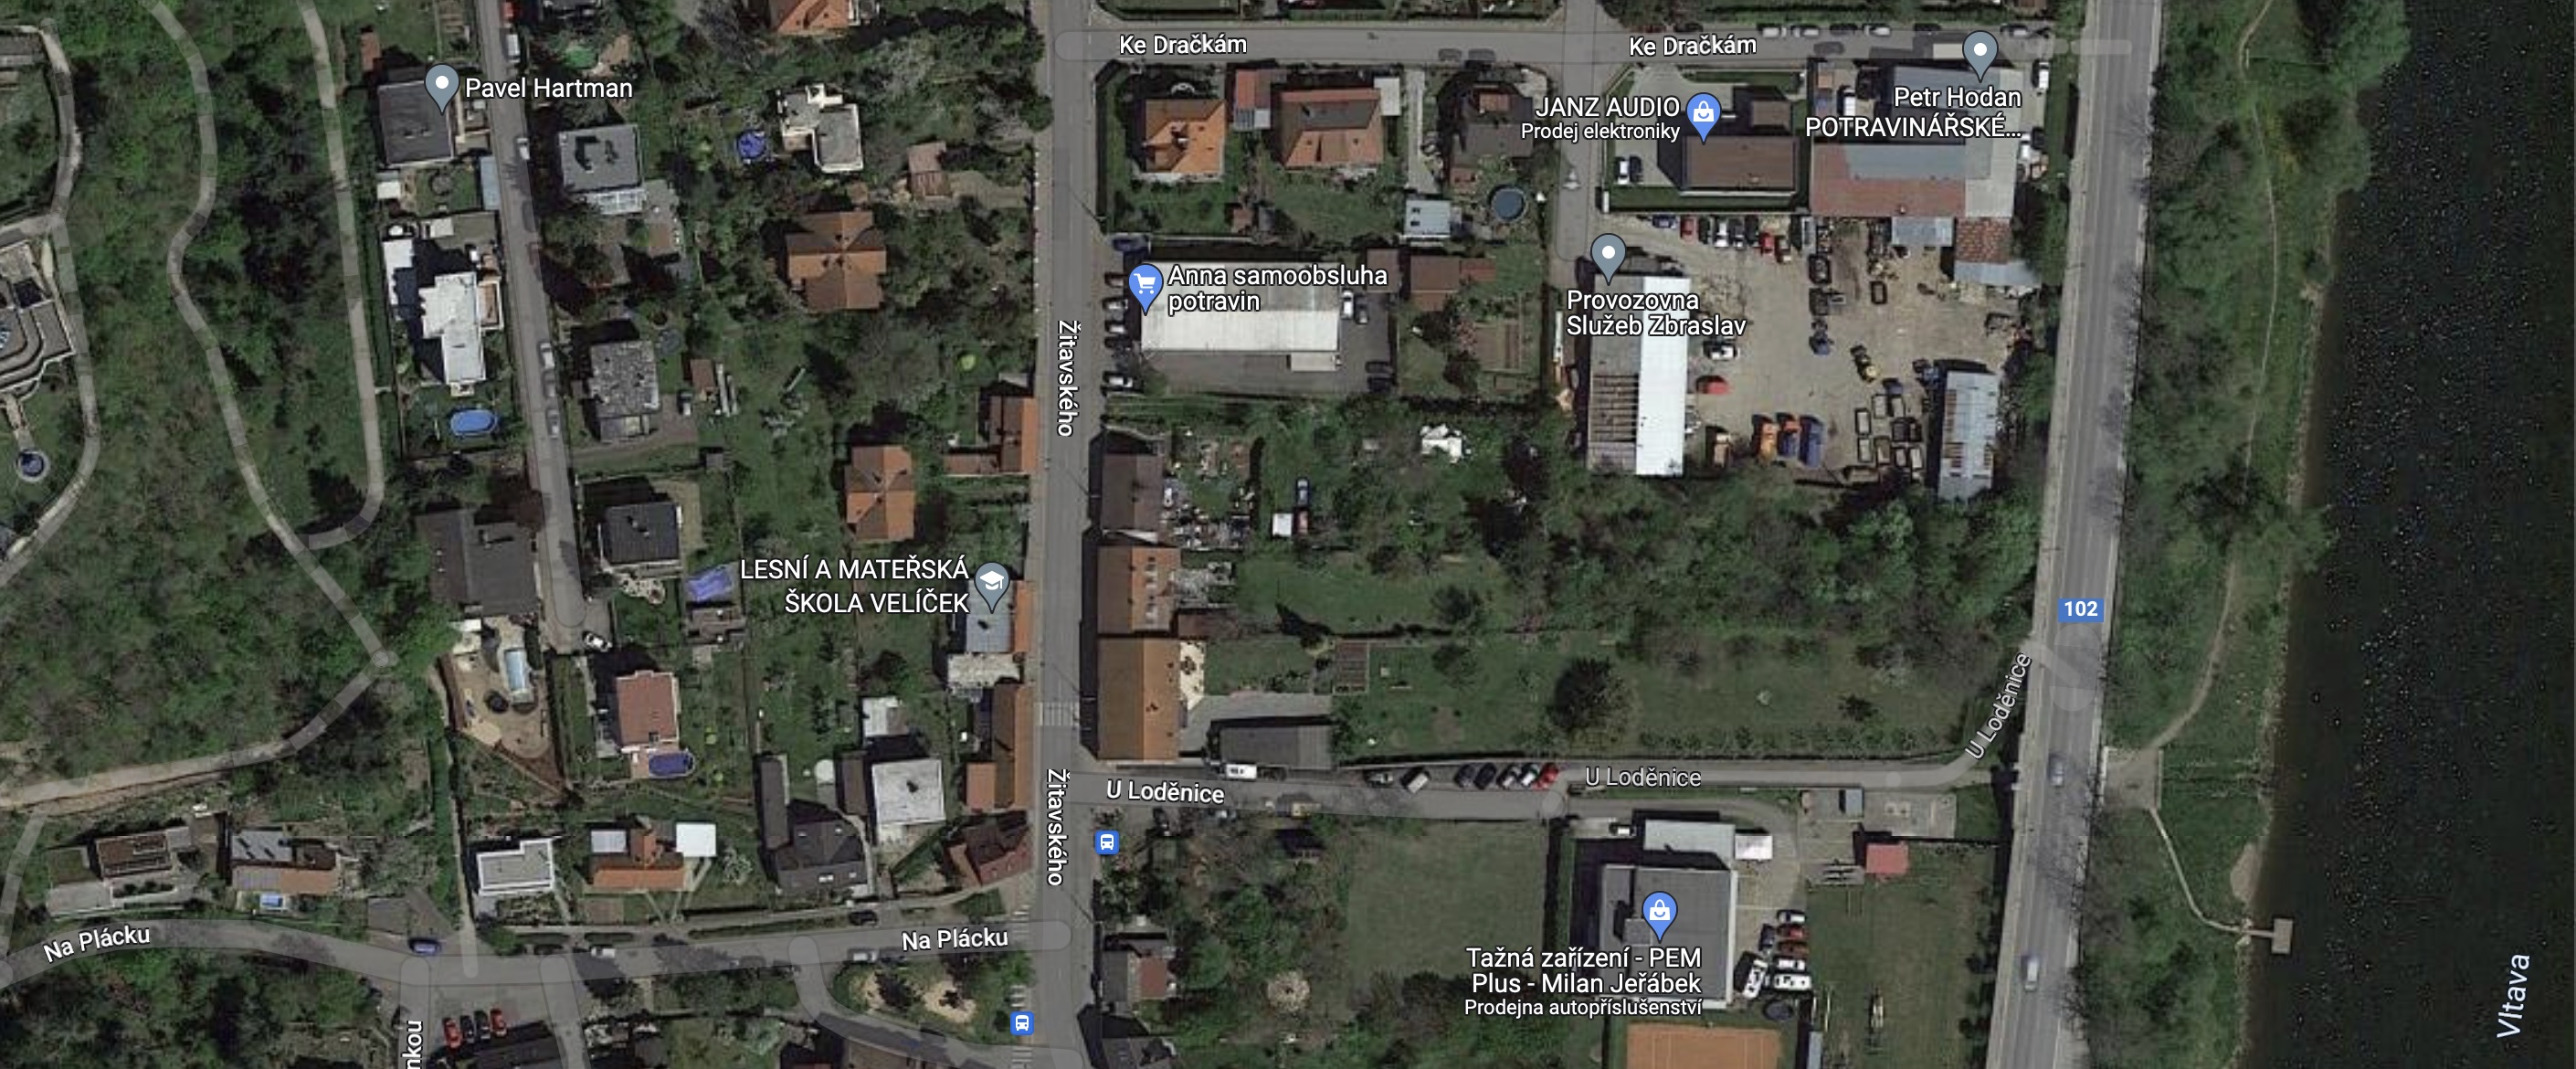 Ke Dračkám
Ke Dračkám
Pavel Hartman
JANZ AUDIO
Prodej elektroniky
Petr Hodan
POTRAVINÁŘSKÉ...
Anna samoobsluha
potravin
Provozovna
Služeb Zbraslav
Žitavského
LESNÍ A MATEŘSKÁ
ŠKOLA VELÍČEK
102
U Loděnice
U Loděnice
U Loděnice
Žitavského
Na Plácku
Na Plácku
Tažná zařízení - PEM
Plus - Milan Jeřábek
Prodejna autopříslušenství
Vltava
nkou